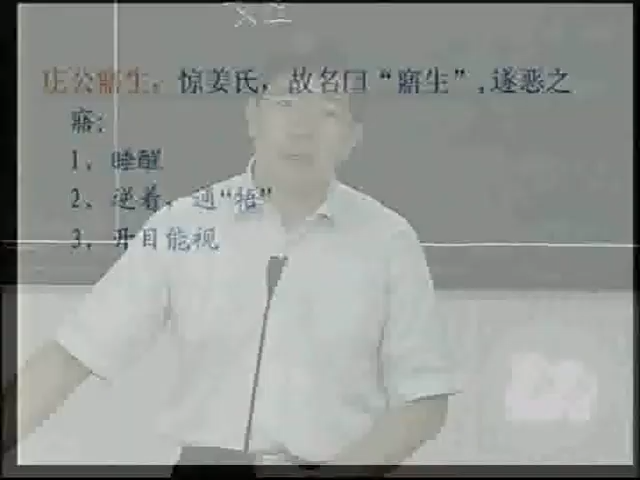 庄公寤生，惊姜氏，故名曰“寤生”，遂恶之
寤：
1、睡醒
2、逆着，通“牾”
3、开目能视